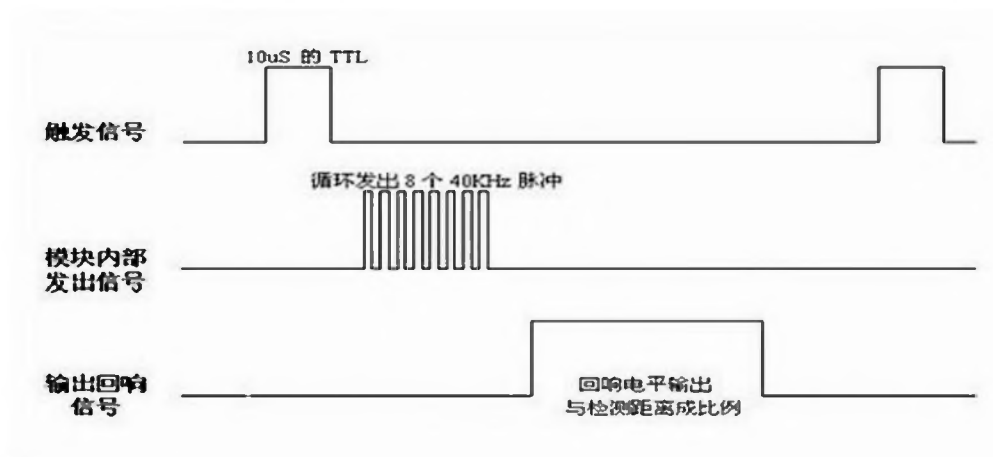 10uS 的 TTL
触发信号
循环发出 8 个 40KHz 脉冲
模块内部
发出信号
输出回响
信号
回响电平输出
与检测距离成比例